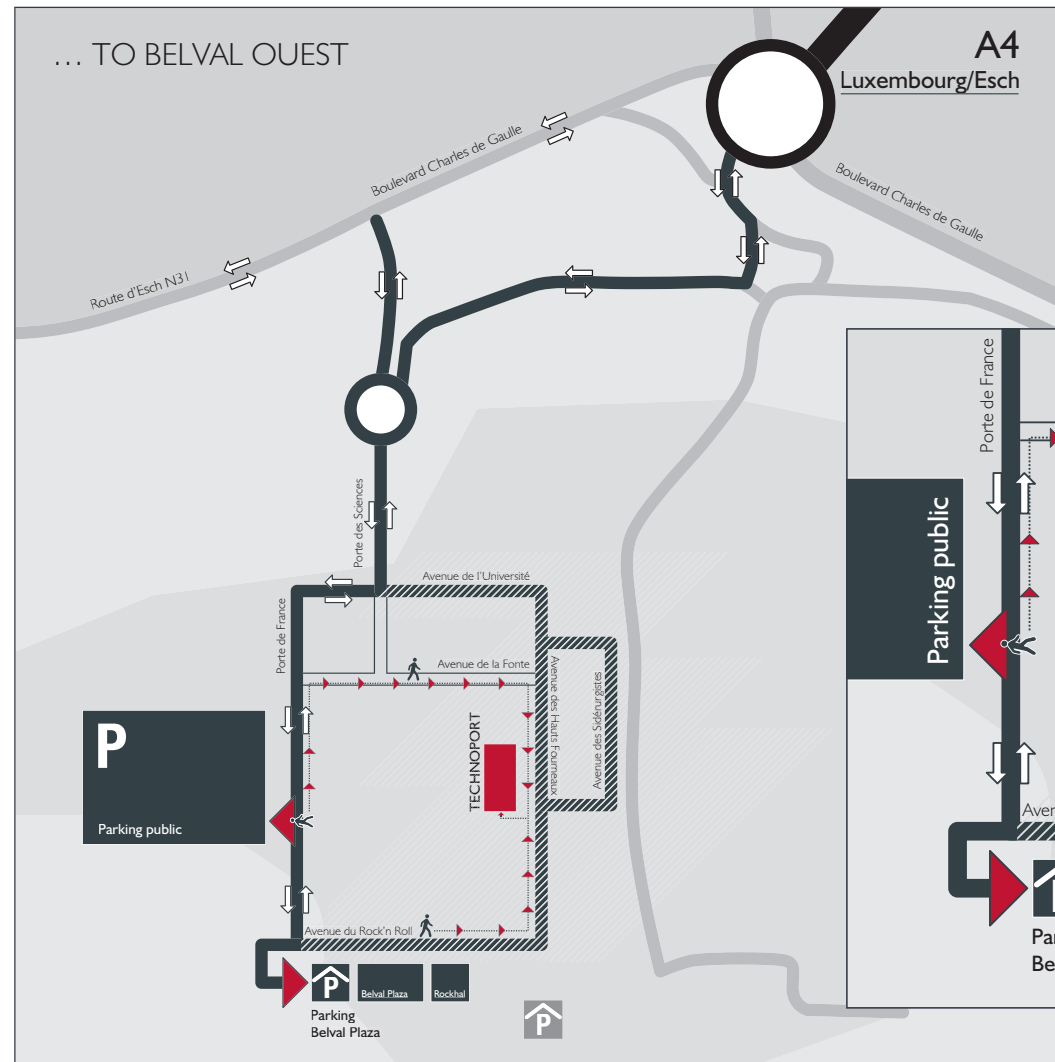 ... TO BELVAL OUEST
A4
Luxembourg/Esch
Boulevard Charles de Gaulle
Boulevard Charles de Gaulle
Route d'Esch N31
Porte de France
Parking public
Porte des Sciences
Avenue de l'Université
Porte de France
Avenue de la Fonte
Avenue des Hauts Fourneaux
Avenue des Sidérurgistes
TECHNOPORT
P
Parking public
Aven
Avenue du Rock'n Roll
P
Belval Plaza
Rockhal
Parking
Belval Plaza
P
Par
Be